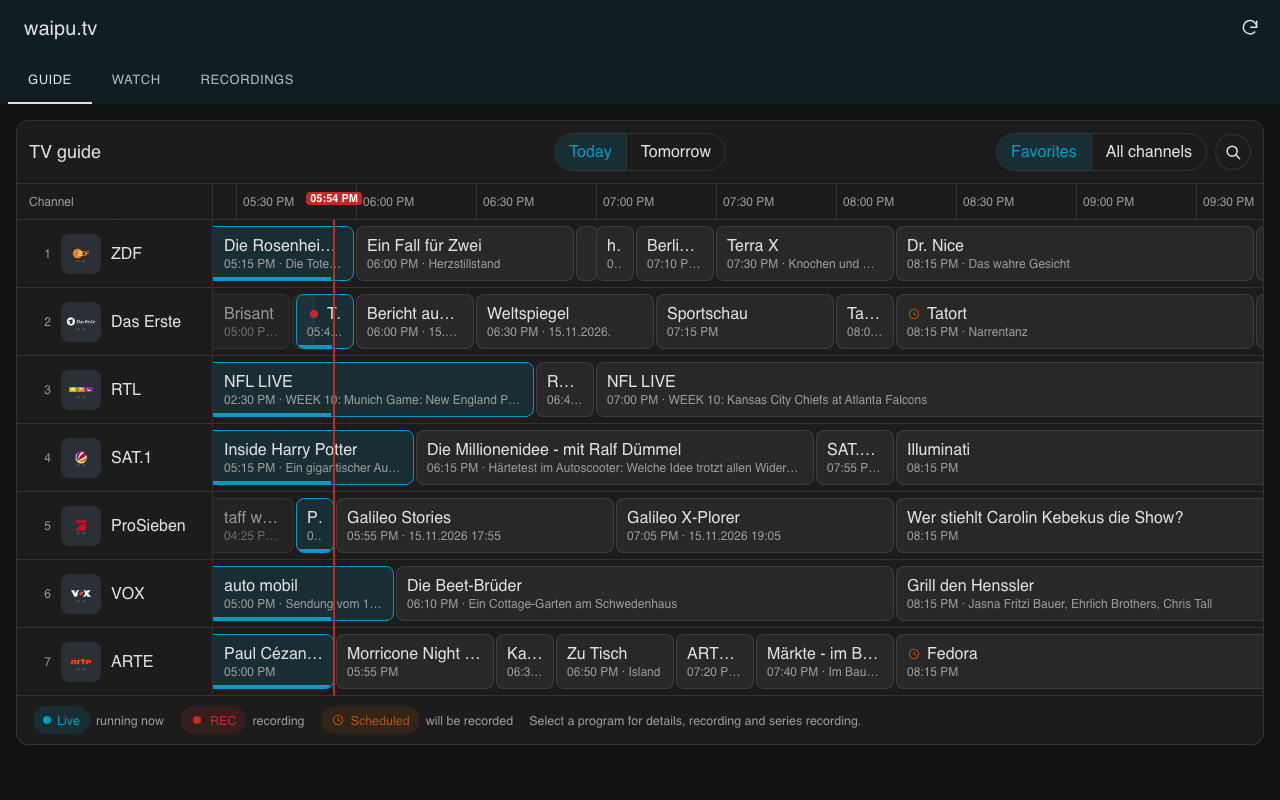 waipu.tv
GUIDE WATCH RECORDINGS
TV guide
Today Tomorrow
Favorites All channels
Channel 05:30 PM 05:54 PM 06:00 PM 06:30 PM 07:00 PM 07:30 PM 08:00 PM 08:30 PM 09:00 PM 09:30 PM
1 ZDF ZDF
Die Rosenhei… Ein Fall für Zwei h. Berli… Terra X Dr. Nice
05:15 PM · Die Tote… 06:00 PM · Herzstillstand 0.. 07:10 P… 07:30 PM · Knochen und … 08:15 PM · Das wahre Gesicht
2 Das Erste Das Erste
Brisant T. Bericht au… Weltspiegel Sportschau Ta… Tatort
05:00 P… 05:4… 06:00 PM · 15.… 06:30 PM · 15.11.2026. 07:15 PM 08:0… 08:15 PM · Narrentanz
3 RTL RTL
NFL LIVE R… NFL LIVE
02:30 PM · WEEK 10: Munich Game: New England P… 06:4… 07:00 PM · WEEK 10: Kansas City Chiefs at Atlanta Falcons
4 SAT.1
Inside Harry Potter Die Millionenidee - mit Ralf Dümmel SAT.… Illuminati
05:15 PM · Ein gigantischer Au… 06:15 PM · Härtetest im Autoscooter: Welche Idee trotzt allen Wider… 07:55 P… 08:15 PM
5 ProSieben
taff w… P. Galileo Stories Galileo X-Plorer Wer stiehlt Carolin Kebekus die Show?
04:25 P… 0.. 05:55 PM · 15.11.2026 17:55 07:05 PM · 15.11.2026 19:05 08:15 PM
6 VOX VOX
auto mobil Die Beet-Brüder Grill den Henssler
05:00 PM · Sendung vom 1… 06:10 PM · Ein Cottage-Garten am Schwedenhaus 08:15 PM · Jasna Fritzi Bauer, Ehrlich Brothers, Chris Tall
7 arte ARTE
Paul Cézan… Morricone Night … Ka… Zu Tisch ART… Märkte - im B… Fedora
05:00 PM 05:55 PM 06:3… 06:50 PM · Island 07:20 P… 07:40 PM · Im Bau… 08:15 PM
Live running now REC recording Scheduled will be recorded Select a program for details, recording and series recording.